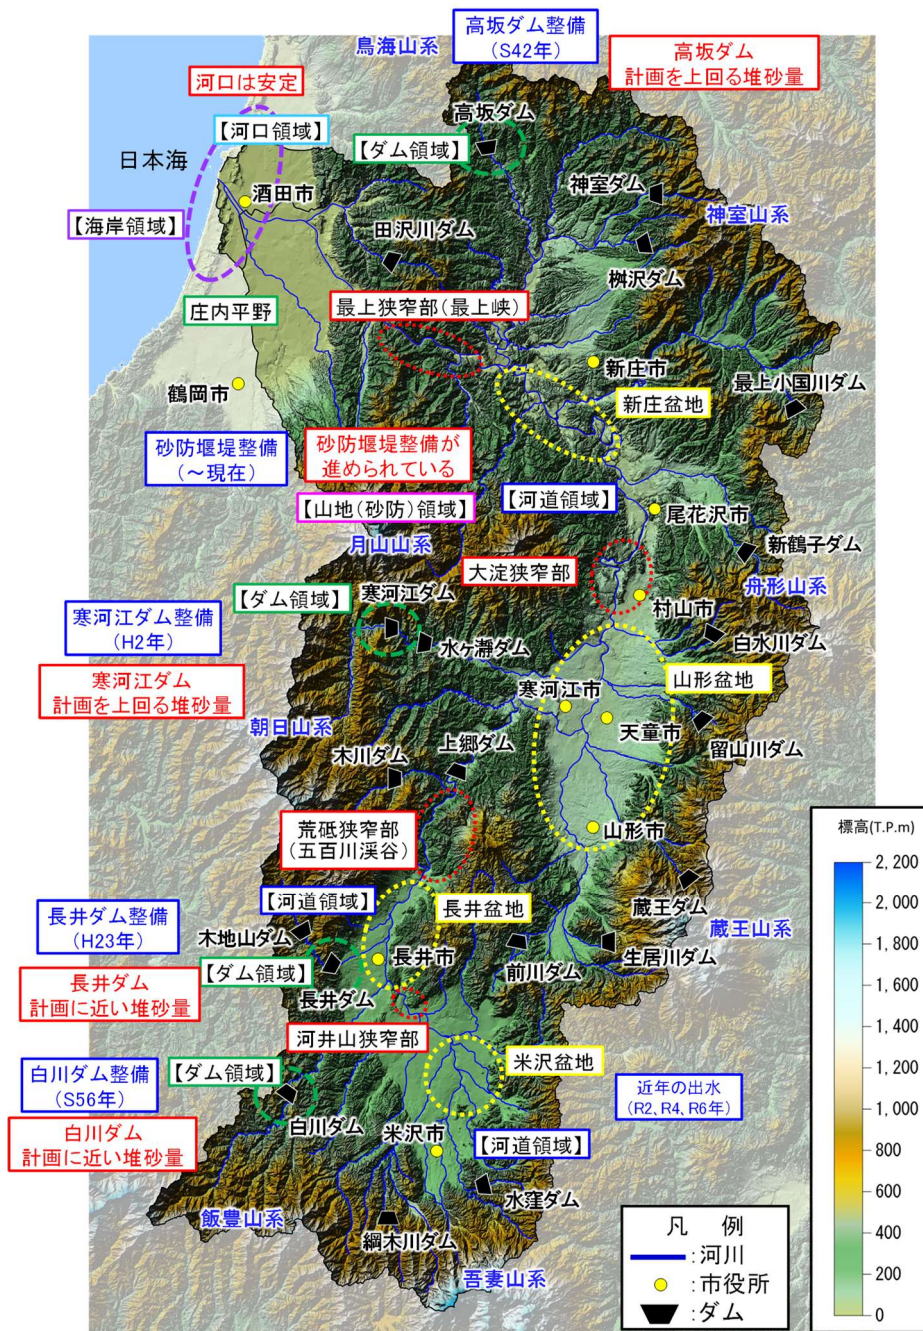 高坂ダム整備
(S42年)
鳥海山系
高坂ダム
計画を上回る堆砂量
河口は安定
高坂ダム
【河口領域】
【ダム領域】
日本海
神室ダム
酒田市
神室山系
【海岸領域】
田沢川ダム
桝沢ダム
庄内平野
最上狭窄部(最上峡)
新庄市
鶴岡市
最上小国川ダム
新庄盆地
砂防堰堤整備
(~現在)
砂防堰堤整備が
進められている
【山地(砂防)領域】
【河道領域】
尾花沢市
月山山系
新鶴子ダム
大淀狭窄部
舟形山系
【ダム領域】
寒河江ダム
村山市
寒河江ダム整備
(H2年)
水ヶ瀞ダム
白水川ダム
寒河江ダム
計画を上回る堆砂量
寒河江市
山形盆地
朝日山系
天童市
木川ダム
上郷ダム
留山川ダム
荒砥狭窄部
(五百川渓谷)
山形市
標高(T.P.m)
2,200
2,000
1,800
1,600
1,400
1,200
1,000
800
600
400
200
0
蔵王ダム
【河道領域】
長井盆地
蔵王山系
長井ダム整備
(H23年)
木地山ダム
長井市
生居川ダム
【ダム領域】
前川ダム
長井ダム
長井ダム
計画に近い堆砂量
河井山狭窄部
白川ダム整備
(S56年)
【ダム領域】
米沢盆地
近年の出水
(R2、R4、R6年)
白川ダム
米沢市
白川ダム
計画に近い堆砂量
【河道領域】
水窪ダム
飯豊山系
綱木川ダム
吾妻山系
凡 例
:河川
:市役所
:ダム